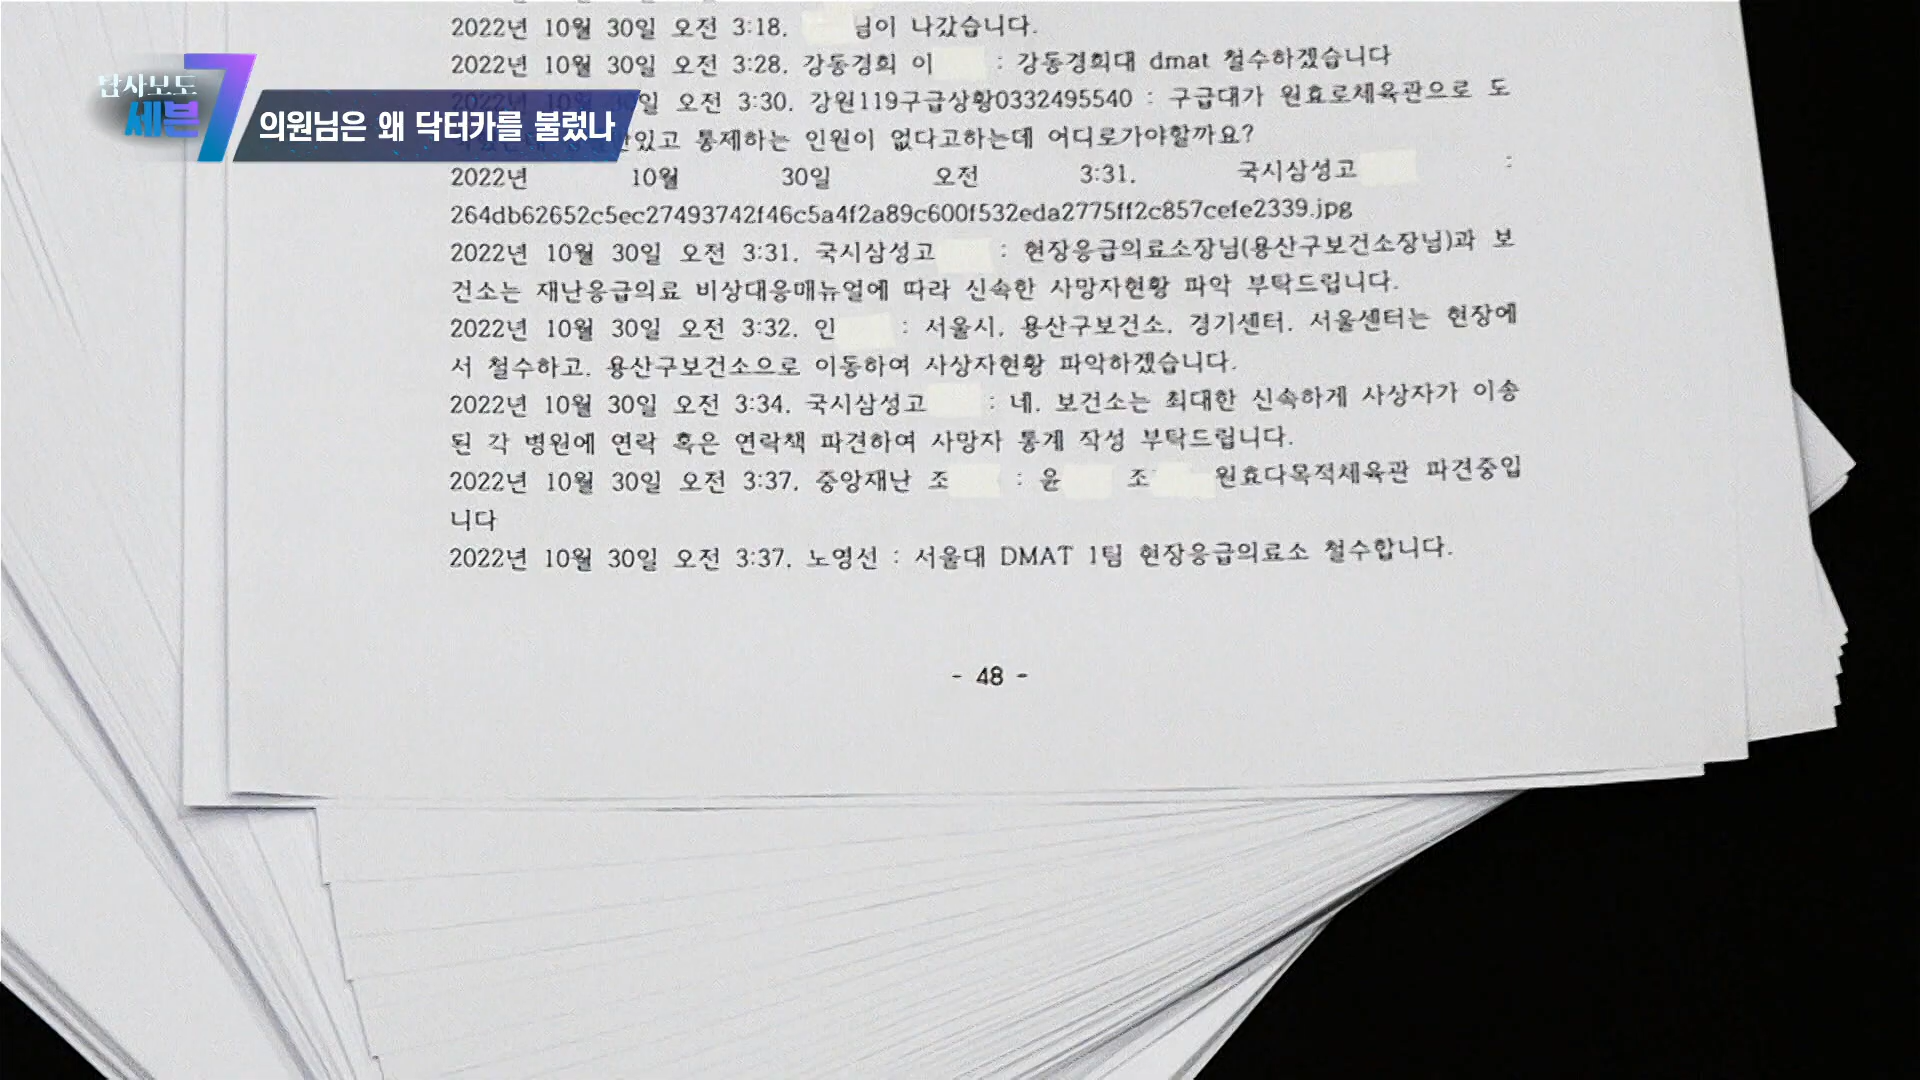 탐사보도
세븐
7
의원님은 왜 닥터카를 불렀나
2022년 10월 30일 오전 3:18. 님이 나갔습니다.
2022년 10월 30일 오전 3:28. 강동경희 이 : 강동경희대 dmat 철수하겠습니다
2022년 10월 30일 오전 3:30. 강원119구급상황0332495540 : 구급대가 원효로체육관으로 도
있고 통제하는 인원이 없다고하는데 어디로가야할까요?
2022년 10월 30일 오전 3:31. 국시삼성고 :
264db62652c5ec27493742f46c5a4f2a89c600f532eda2775ff2c857cefe2339.jpg
2022년 10월 30일 오전 3:31. 국시삼성고 : 현장응급의료소장님(용산구보건소장님)과 보
건소는 재난응급의료 비상대응매뉴얼에 따라 신속한 사망자현황 파악 부탁드립니다.
2022년 10월 30일 오전 3:32. 인 : 서울시, 용산구보건소, 경기센터, 서울센터는 현장에
서 철수하고, 용산구보건소으로 이동하여 사상자현황 파악하겠습니다.
2022년 10월 30일 오전 3:34. 국시삼성고 : 네, 보건소는 최대한 신속하게 사상자가 이송
된 각 병원에 연락 혹은 연락책 파견하여 사망자 통계 작성 부탁드립니다.
2022년 10월 30일 오전 3:37. 중앙재난 조 : 윤 조 원효다목적체육관 파견중입
니다
2022년 10월 30일 오전 3:37. 노영선 : 서울대 DMAT 1팀 현장응급의료소 철수합니다.
- 48 -